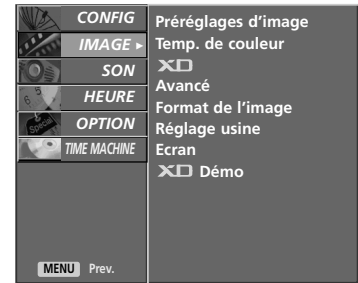 CONFIG
IMAGE ▸
SON
HEURE
OPTION
TIME MACHINE
MENU Prev.
Préréglages d’image
Temp. de couleur
XD
Avancé
Format de l’image
Réglage usine
Ecran
XD Démo